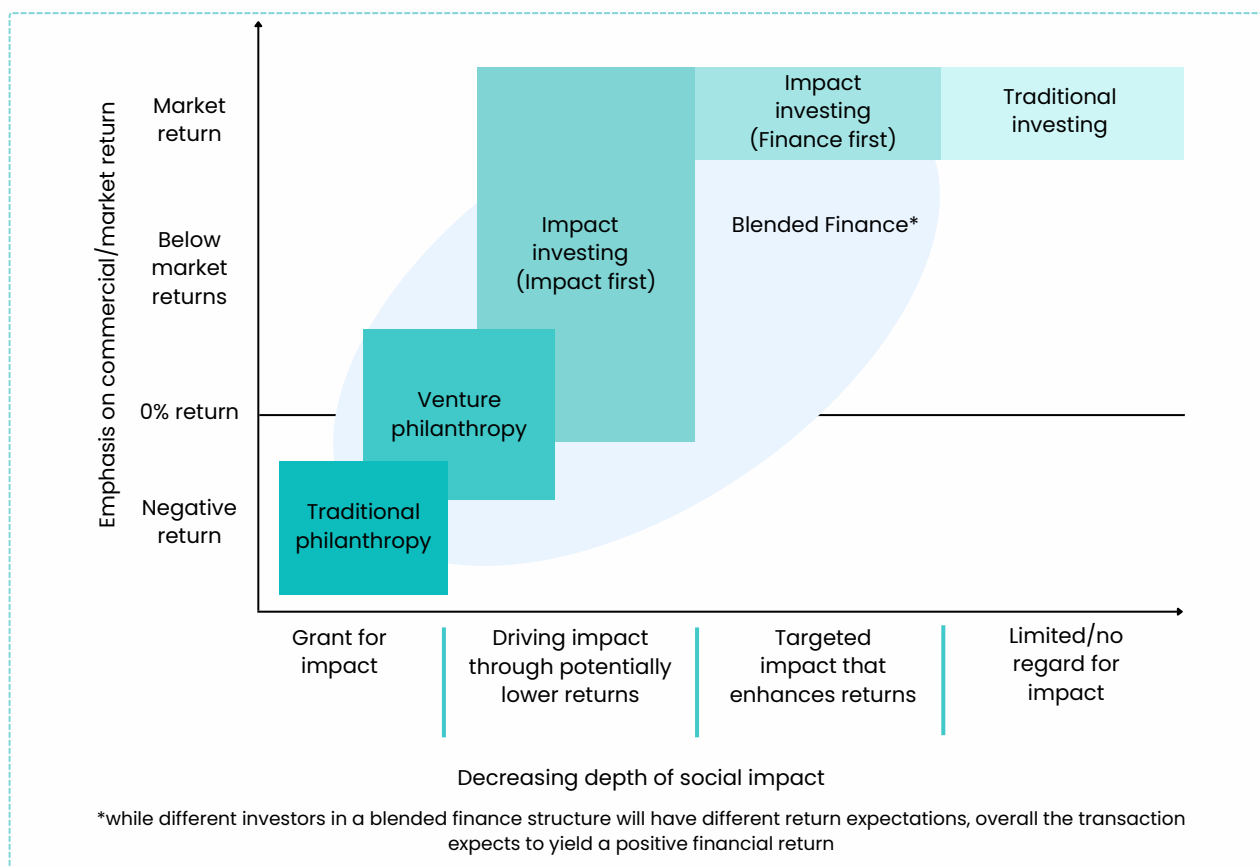 Emphasis on commercial/market return
Market
return
Below
market
returns
0% return
Negative
return
Impact
investing
(Finance first)
Traditional
investing
Impact
investing
(Impact first)
Blended Finance*
Venture
philanthropy
Traditional
philanthropy
Grant for
impact
Driving impact
through potentially
lower returns
Targeted
impact that
enhances returns
Limited/no
regard for
impact
Decreasing depth of social impact
*while different investors in a blended finance structure will have different return expectations, overall the transaction
expects to yield a positive financial return